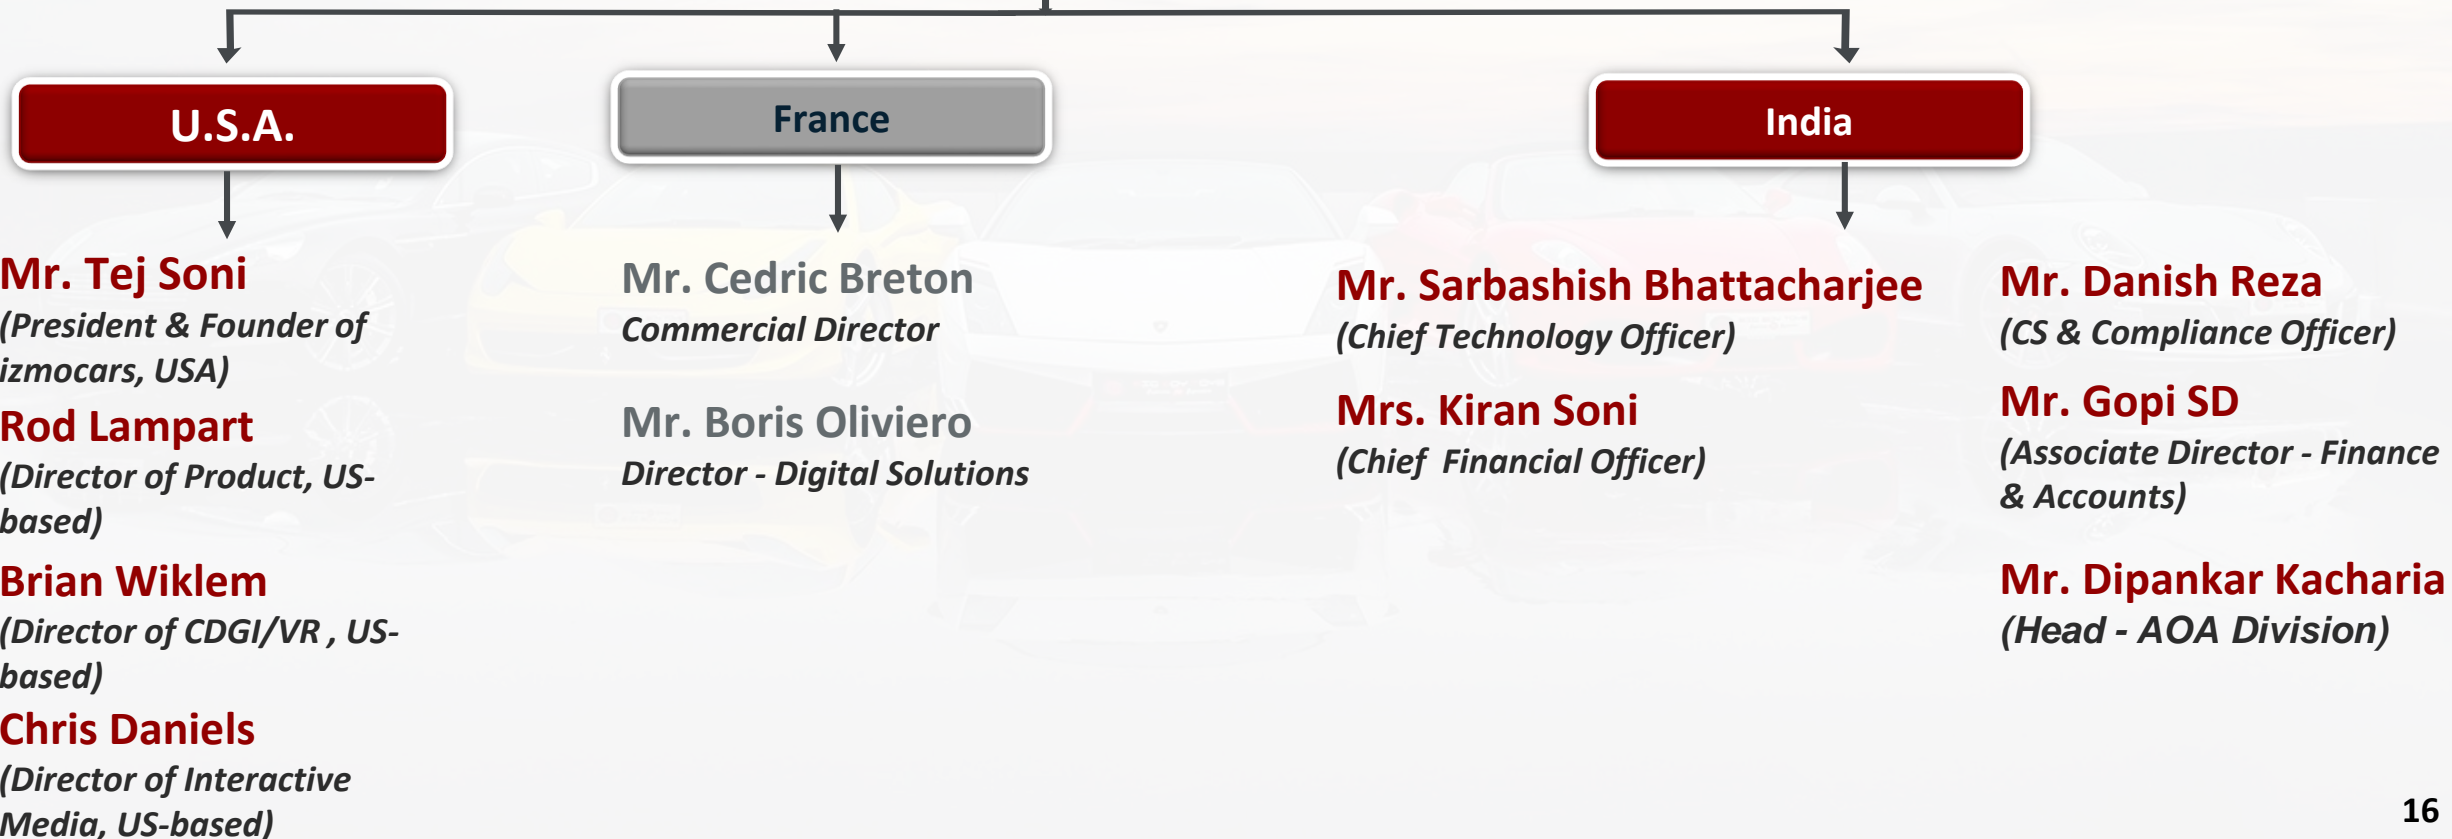 U.S.A.
Mr. Tej Soni
(President & Founder of
izmocars, USA)
Rod Lampart
(Director of Product, US-
based)
Brian Wiklem
(Director of CDGI/VR , US-
based)
Chris Daniels
(Director of Interactive
Media, US-based)
France
Mr. Cedric Breton
Commercial Director
Mr. Boris Oliviero
Director - Digital Solutions
India
Mr. Sarbashish Bhattacharjee
(Chief Technology Officer)
Mrs. Kiran Soni
(Chief  Financial Officer)
Mr. Danish Reza
(CS & Compliance Officer)
Mr. Gopi SD
(Associate Director - Finance
& Accounts)
Mr. Dipankar Kacharia
(Head - AOA Division)
16